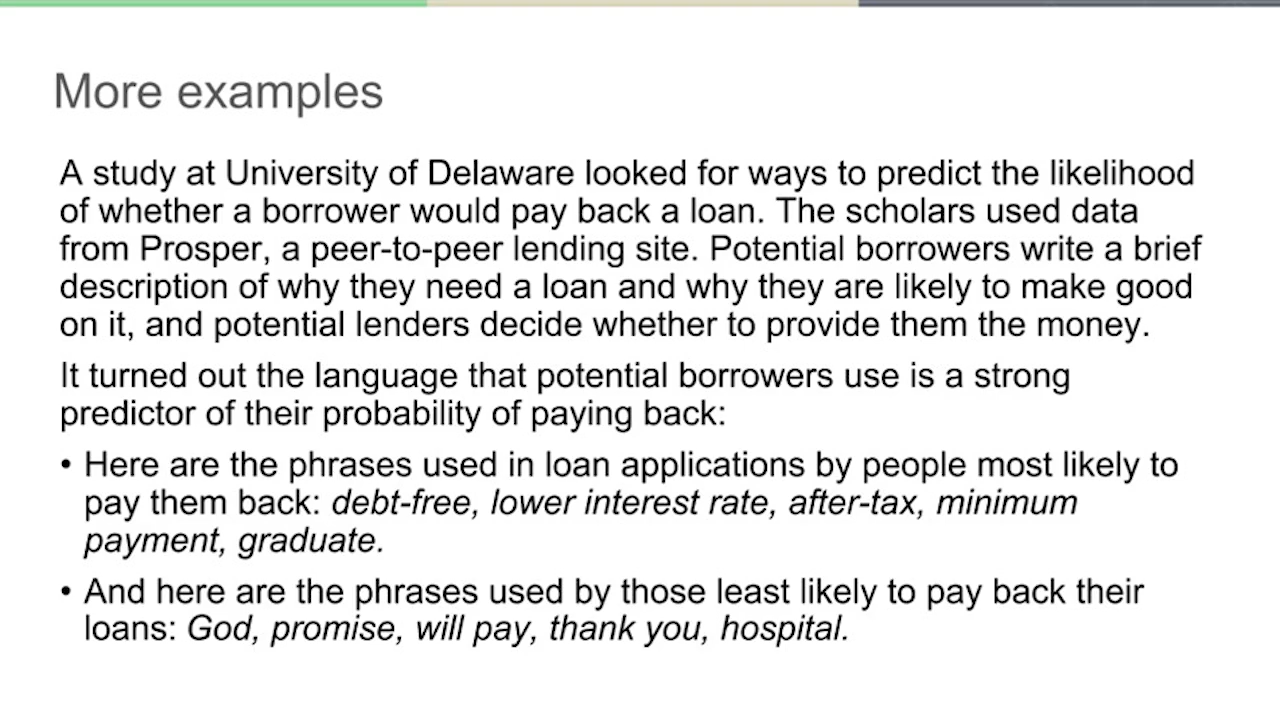 More examples
A study at University of Delaware looked for ways to predict the likelihood
of whether a borrower would pay back a loan. The scholars used data
from Prosper, a peer-to-peer lending site. Potential borrowers write a brief
description of why they need a loan and why they are likely to make good
on it, and potential lenders decide whether to provide them the money.
It turned out the language that potential borrowers use is a strong
predictor of their probability of paying back:
• Here are the phrases used in loan applications by people most likely to
pay them back: debt-free, lower interest rate, after-tax, minimum
payment, graduate.
• And here are the phrases used by those least likely to pay back their
loans: God, promise, will pay, thank you, hospital.